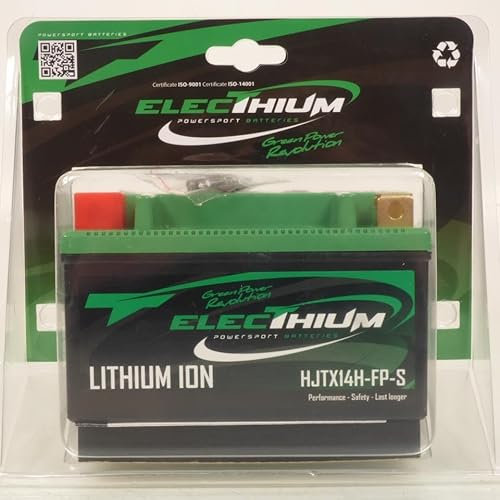 POWERSPORT BATTERIES
Certificate ISO-9001 Certificate ISO-14001
ELECTHIUM
POWERSPORT BATTERIES
Green Power
Revolution
Green Power
Revolution
ELECTHIUM
POWERSPORT BATTERIES
LITHIUM ION
HJTX14H-FP-S
Performance - Safety - Last longer